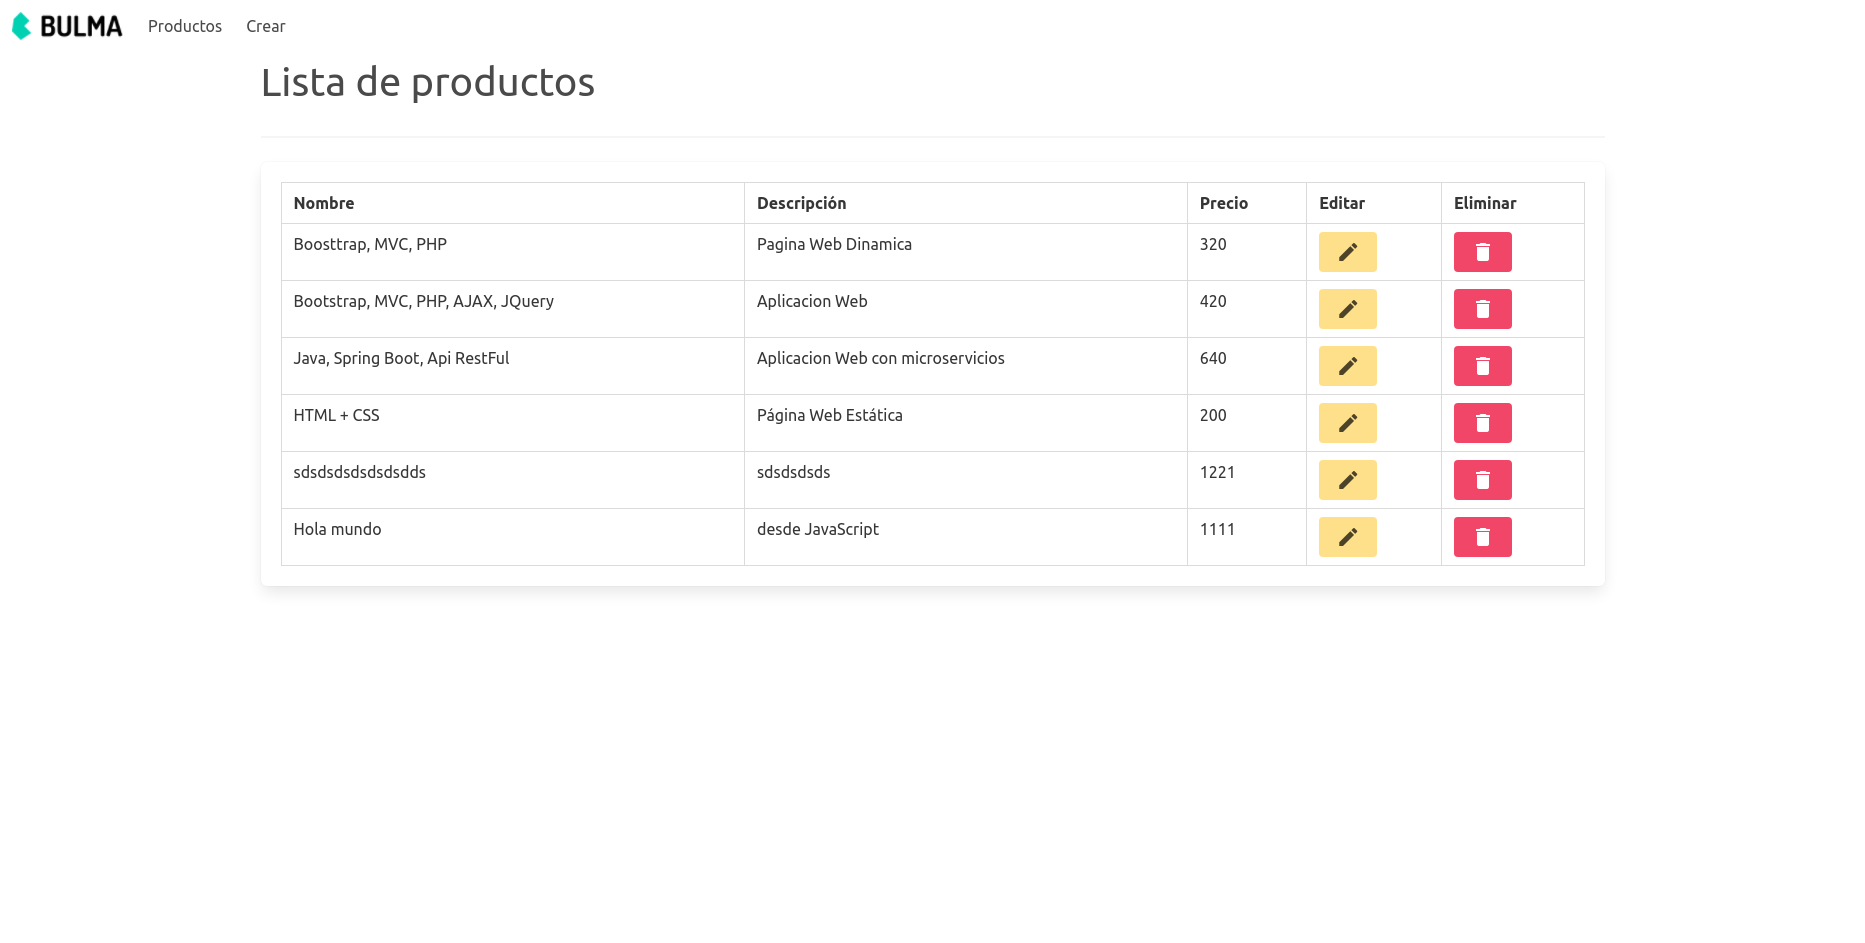 BULMA Productos Crear
Lista de productos
Nombre Descripción Precio Editar Eliminar
Boosttrap, MVC, PHP Pagina Web Dinamica 320
Bootstrap, MVC, PHP, AJAX, JQuery Aplicacion Web 420
Java, Spring Boot, Api RestFul Aplicacion Web con microservicios 640
HTML + CSS Página Web Estática 200
sdsdsdsdsdsdsdds sdsdsdsds 1221
Hola mundo desde JavaScript 1111